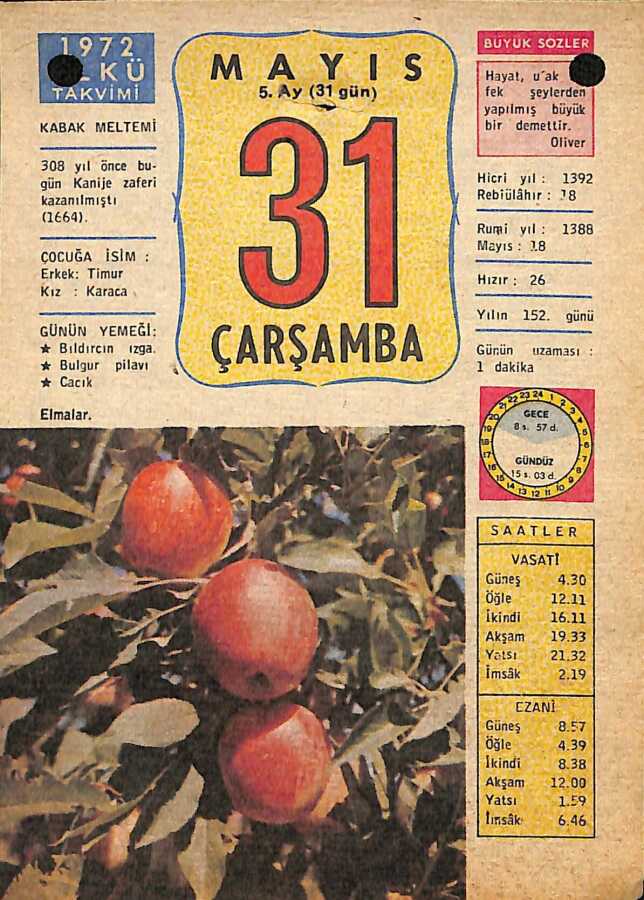 1972
ÜLKÜ
TAKVİMİ
KABAK MELTEMİ
308 yıl önce bu-
gün Kanije zaferi
kazanılmıştı
(1664).
ÇOCUĞA İSİM :
Erkek: Timur
Kız : Karaca
GÜNÜN YEMEĞİ:
★ Bıldırcın ızga.
★ Bulgur pilavı
★ Cacık
Elmalar.
MAYIS
5. Ay (31 gün)
31
ÇARŞAMBA
BÜYÜK SÖZLER
Hayat, u'ak
fek şeylerden
yapılmış büyük
bir demettir.
Oliver
Hicri yıl : 1392
Rebiülâhır : 18
Rumi yıl : 1388
Mayıs : 18
Hızır : 26
Yılın 152. günü
Günün uzaması :
1 dakika
GECE
8 s. 57 d.
GÜNDÜZ
15 s. 03 d.
SAATLER
VASATİ
Güneş 4.30
Öğle 12.11
İkindi 16.11
Akşam 19.33
Yatsı 21.32
İmsâk 2.19
EZANİ
Güneş 8.57
Öğle 4.39
İkindi 8.38
Akşam 12.00
Yatsı 1.59
İmsâk 6.46